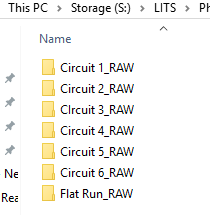 This PC > Storage (S:) > LITS > Ph
Name
Circuit 1_RAW
Circuit 2_RAW
CIrcuit 3_RAW
Circuit 4_RAW
Circuit 5_RAW
Circuit 6_RAW
Flat Run_RAW
Ne
Rea